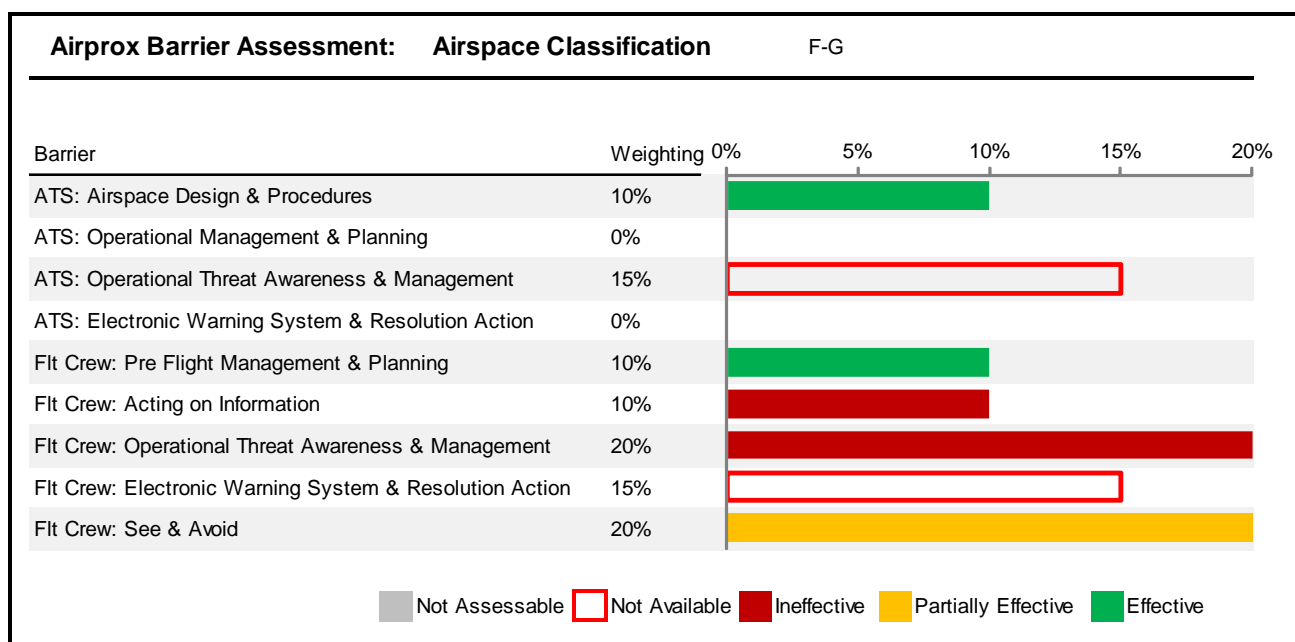 Airprox Barrier Assessment: Airspace Classification F-G
Barrier Weighting 0% 5% 10% 15% 20%
ATS: Airspace Design & Procedures 10%
ATS: Operational Management & Planning 0%
ATS: Operational Threat Awareness & Management 15%
ATS: Electronic Warning System & Resolution Action 0%
Flt Crew: Pre Flight Management & Planning 10%
Flt Crew: Acting on Information 10%
Flt Crew: Operational Threat Awareness & Management 20%
Flt Crew: Electronic Warning System & Resolution Action 15%
Flt Crew: See & Avoid 20%
Not Assessable Not Available Ineffective Partially Effective Effective